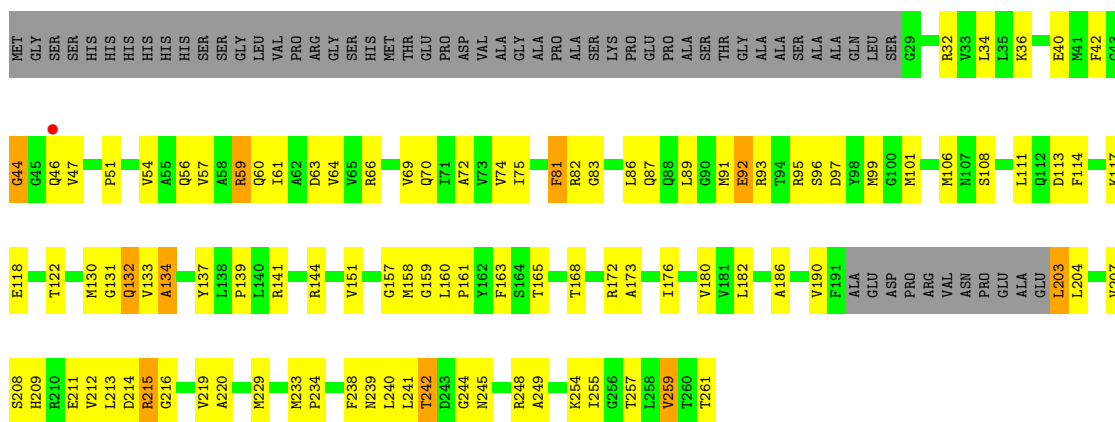 MET GLY SER SER HIS HIS HIS HIS HIS HIS SER SER GLY LEU VAL PRO ARG GLY SER HIS MET THR GLU PRO ASP VAL ALA GLY ALA PRO ALA SER LYS PRO GLU PRO ALA SER THR GLY ALA ALA SER ALA ALA GLN LEU SER G29 R32 V33 L34 L35 K36 E40 M41 F42 G43
G44 G45 Q46 V47 P51 V54 A55 Q56 V57 A58 R59 Q60 I61 A62 D63 V64 V65 R66 V69 Q70 I71 A72 V73 V74 I75 F81 R82 G83 L86 Q87 Q88 L89 G90 M91 E92 R93 T94 R95 S96 D97 Y98 M99 G100 M101 M106 N107 S108 L111 Q112 D113 F114 K117
E118 T122 M130 G131 Q132 V133 A134 Y137 L138 P139 L140 R141 R144 V151 G157 M158 G159 L160 P161 Y162 F163 S164 T165 T168 R172 A173 I176 V180 V181 L182 A186 V190 F191 ALA GLU ASP PRO ARG VAL ASN PRO GLU ALA GLU L203 L204 V207
S208 H209 R210 E211 V212 L213 D214 R215 G216 V219 A220 M229 M233 P234 F238 N239 L240 L241 T242 D243 G244 N245 R248 A249 K254 I255 G256 T257 L258 V259 T260 T261